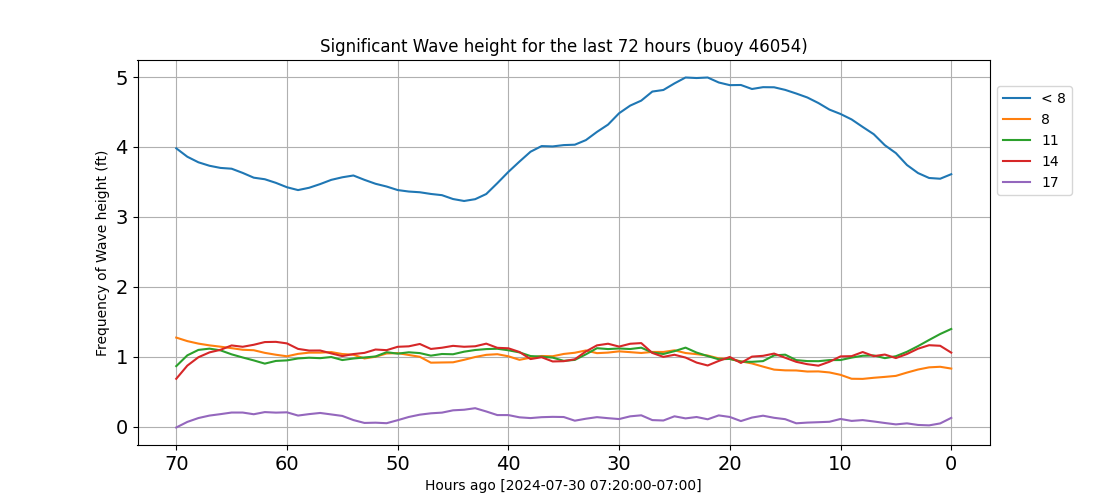 Significant Wave height for the last 72 hours (buoy 46054)
Frequency of Wave height (ft)
5
4
3
2
1
0
70 60 50 40 30 20 10 0
Hours ago [2024-07-30 07:20:00-07:00]
< 8
8
11
14
17